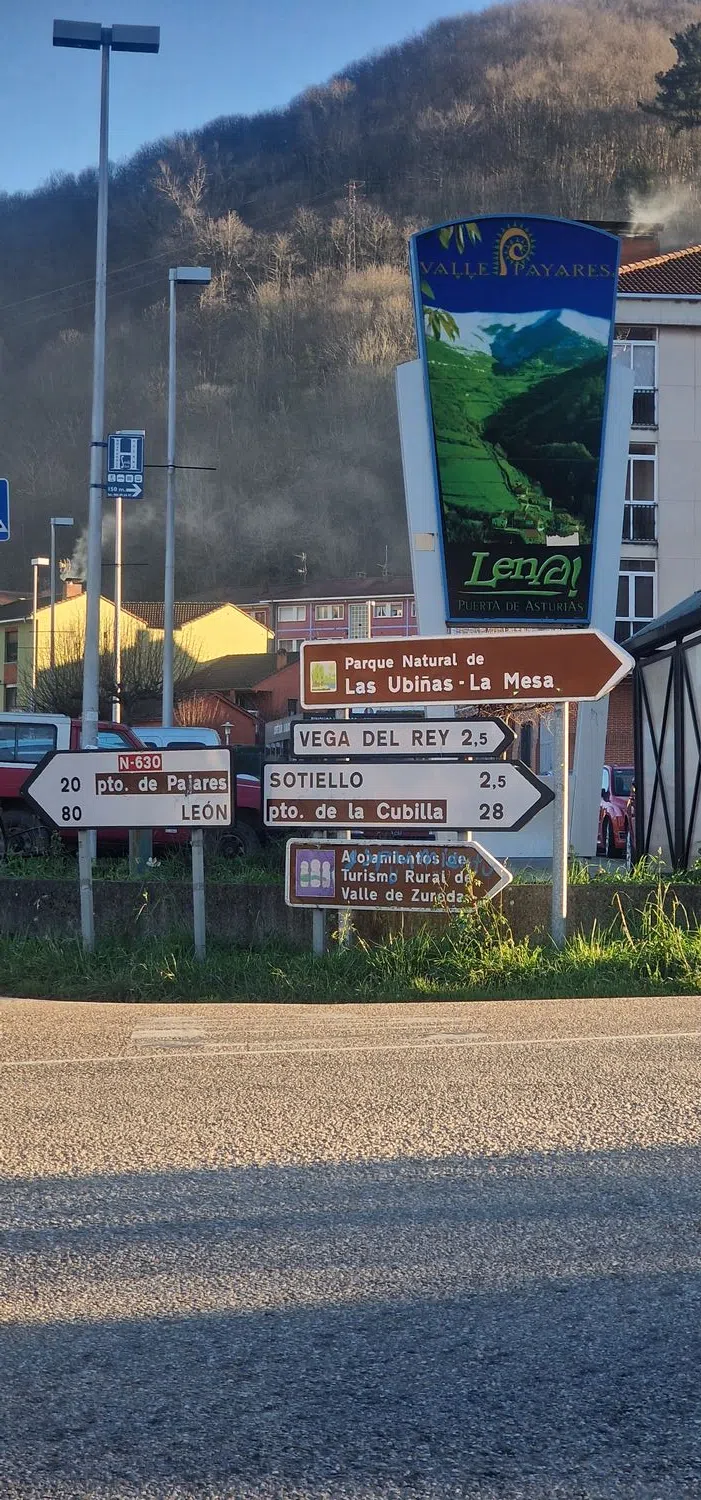 VALLE PAYARES
H
150 m.
Lena!
PUERTA DE ASTURIAS
Parque Natural de
Las Ubiñas - La Mesa
VEGA DEL REY 2,5
N-630
20 pto. de Pajares
80 LEÓN
SOTIELLO 2,5
pto. de la Cubilla 28
Alojamientos de
Turismo Rural de
Valle de Zureda